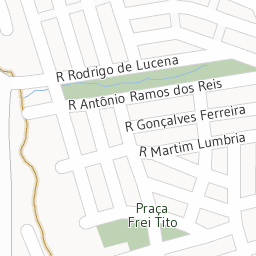 R Rodrigo de Lucena
R Antônio Ramos dos Reis
R Gonçalves Ferreira
R Martim Lumbria
Praça
Frei Tito